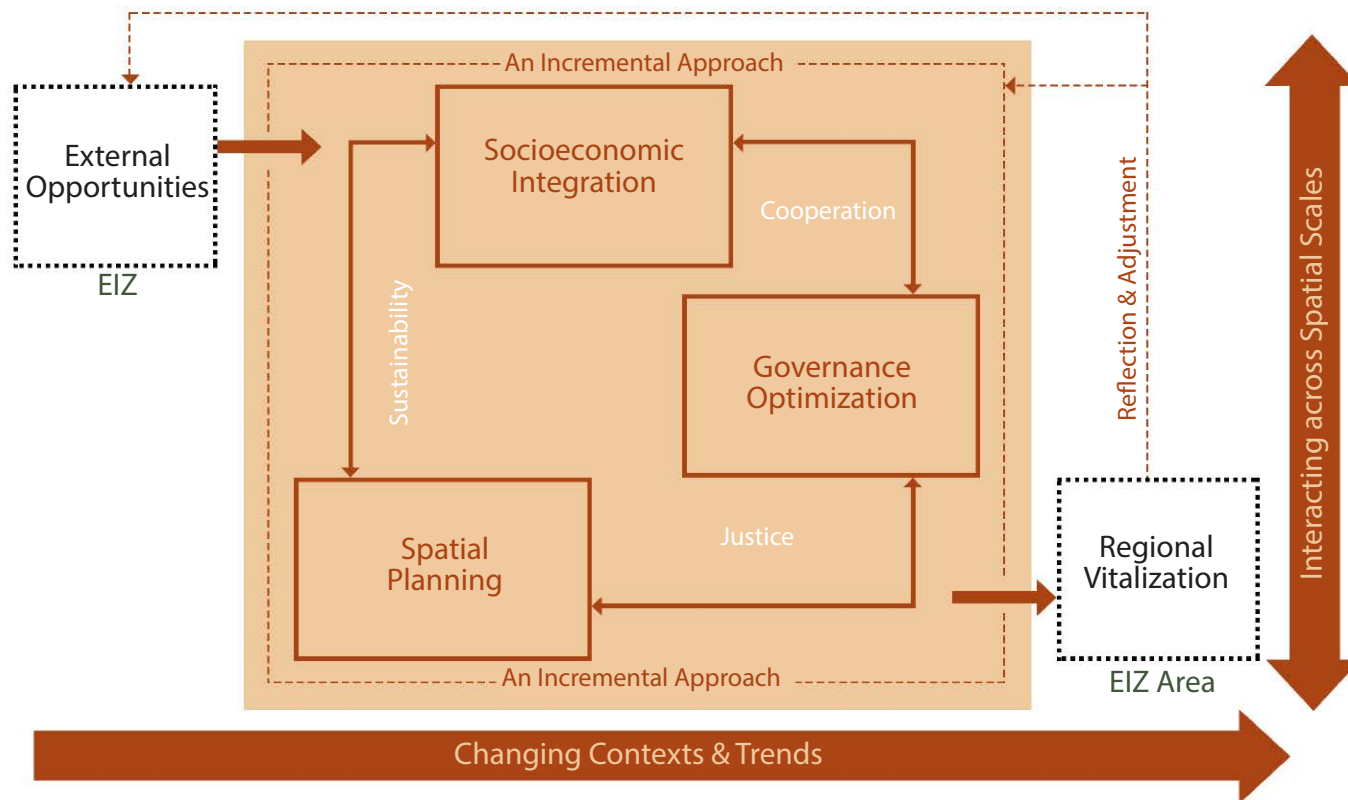 An Incremental Approach
External
Opportunities
EIZ
Socioeconomic
Integration
Cooperation
Sustainability
Governance
Optimization
Justice
Spatial
Planning
An Incremental Approach
Reflection & Adjustment
Regional
Vitalization
EIZ Area
Interacting across Spatial Scales
Changing Contexts & Trends